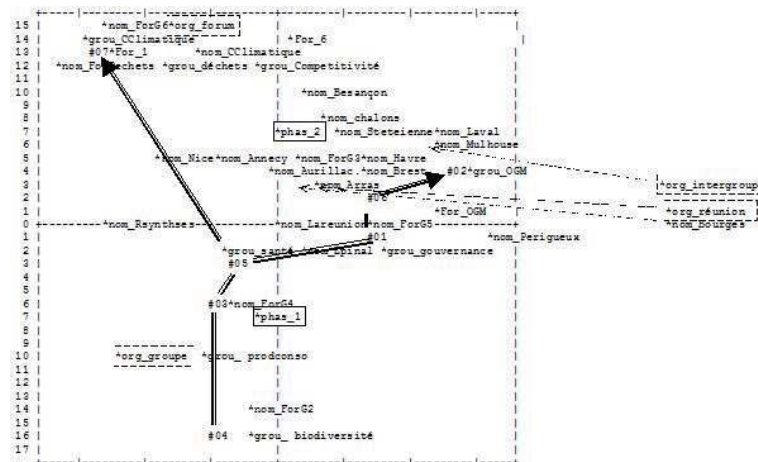 15 *nom_ForG6*org_forum
14 *grou_CClimatique *For_6
13 #07*For_1 *nom_CClimatique
12 *grou_déchets *grou_Competitivité
11
10 *nom_Besançon
9
8 *nom_chalons
7 *phas_2 *nom_Steteienne *nom_Laval
6 *nom_Mulhouse
5 *nom_Nice*nom_Annecy *nom_ForG3*nom_Havre
4 *nom_Aurillac.*nom_Brest #02*grou_OGM
3 *nom_Arras *org_intergroup
2 #06
1 *For_OGM *org_réunion
0 *nom_Rsynthses *nom_Lareunion*nom_ForG5 *nom_Bourges
1 #01 *nom_Perigueux
2 *grou_santé *nom_Epinal *grou_gouvernance
3 #05
4
5
6 #03*nom_ForG4
7 *phas_1
8
9
10 *org_groupe *grou_ prodconso
11
12
13
14 *nom_ForG2
15
16 #04 *grou_ biodiversité
17